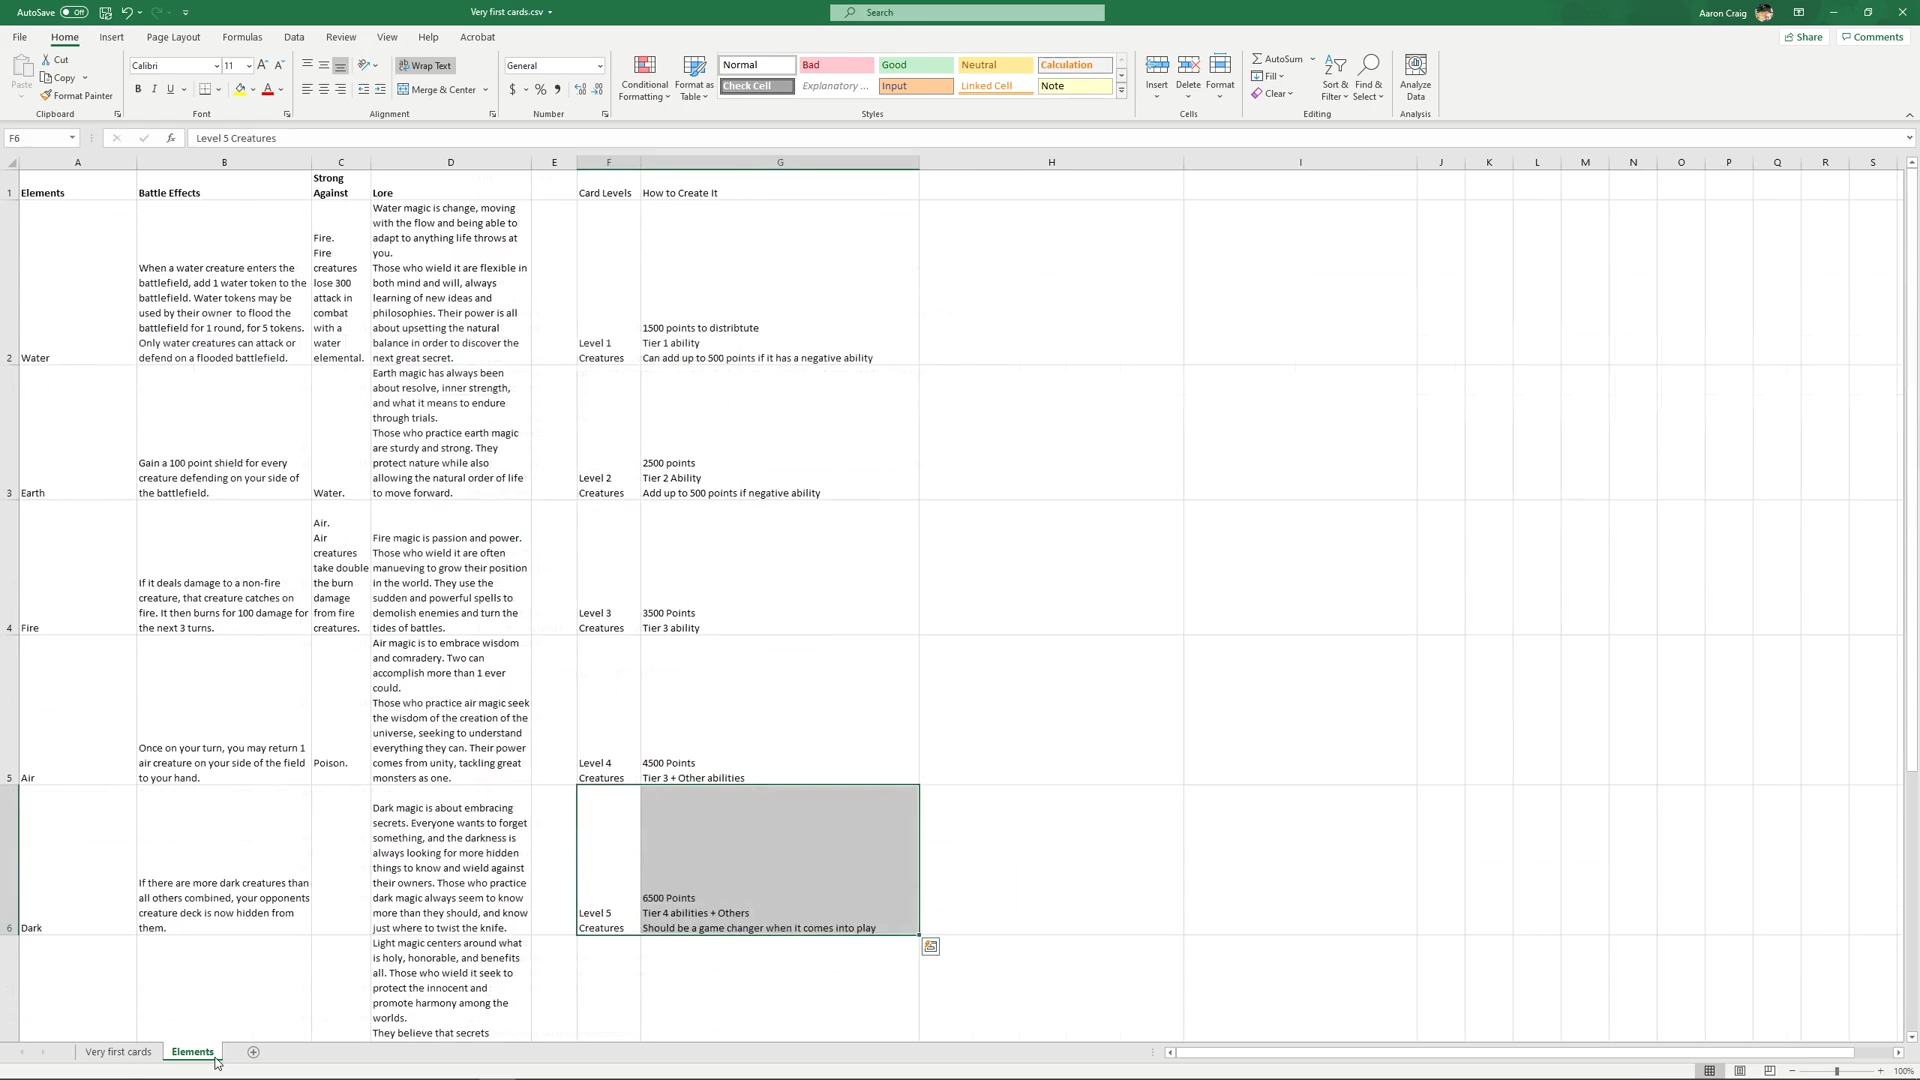 AutoSave Off
Very first cards.csv
Search
Aaron Craig
File Home Insert Page Layout Formulas Data Review View Help Acrobat
Share Comments
Paste
Cut
Copy
Format Painter
Clipboard
Calibri 11
B I U
Font
Wrap Text
Merge & Center
Alignment
General
$ % 9
Number
Conditional Formatting
Format as Table
Normal Bad Good Neutral Calculation
Check Cell Explanatory ... Input Linked Cell Note
Styles
Insert Delete Format
Cells
AutoSum
Fill
Clear
Sort & Filter
Find & Select
Editing
Analyze Data
Analysis
F6
fx
Level 5 Creatures
A B C D E F G H I J K L M N O P Q R S
1
Elements
Battle Effects
Strong
Against
Lore
Card Levels
How to Create It
2
Water
When a water creature enters the
battlefield, add 1 water token to the
battlefield. Water tokens may be
used by their owner to flood the
battlefield for 1 round, for 5 tokens.
Only water creatures can attack or
defend on a flooded battlefield.
Fire.
Fire
creatures
lose 300
attack in
combat
with a
water
elemental.
Water magic is change, moving
with the flow and being able to
adapt to anything life throws at
you.
Those who wield it are flexible in
both mind and will, always
learning of new ideas and
philosophies. Their power is all
about upsetting the natural
balance in order to discover the
next great secret.
Level 1
Creatures
1500 points to distribtute
Tier 1 ability
Can add up to 500 points if it has a negative ability
3
Earth
Gain a 100 point shield for every
creature defending on your side of
the battlefield.
Water.
Earth magic has always been
about resolve, inner strength,
and what it means to endure
through trials.
Those who practice earth magic
are sturdy and strong. They
protect nature while also
allowing the natural order of life
to move forward.
Level 2
Creatures
2500 points
Tier 2 Ability
Add up to 500 points if negative ability
4
Fire
If it deals damage to a non-fire
creature, that creature catches on
fire. It then burns for 100 damage for
the next 3 turns.
Air.
Air
creatures
take double
the burn
damage
from fire
creatures.
Fire magic is passion and power.
Those who wield it are often
manueving to grow their position
in the world. They use the
sudden and powerful spells to
demolish enemies and turn the
tides of battles.
Level 3
Creatures
3500 Points
Tier 3 ability
5
Air
Once on your turn, you may return 1
air creature on your side of the field
to your hand.
Poison.
Air magic is to embrace wisdom
and comradery. Two can
accomplish more than 1 ever
could.
Those who practice air magic seek
the wisdom of the creation of the
universe, seeking to understand
everything they can. Their power
comes from unity, tackling great
monsters as one.
Level 4
Creatures
4500 Points
Tier 3 + Other abilities
6
Dark
If there are more dark creatures than
all others combined, your opponents
creature deck is now hidden from
them.
Dark magic is about embracing
secrets. Everyone wants to forget
something, and the darkness is
always looking for more hidden
things to know and wield against
their owners. Those who practice
dark magic always seem to know
more than they should, and know
just where to twist the knife.
Level 5
Creatures
6500 Points
Tier 4 abilities + Others
Should be a game changer when it comes into play
Light magic centers around what
is holy, honorable, and benefits
all. Those who wield it seek to
protect the innocent and
promote harmony among the
worlds.
They believe that secrets
Very first cards
Elements
100%